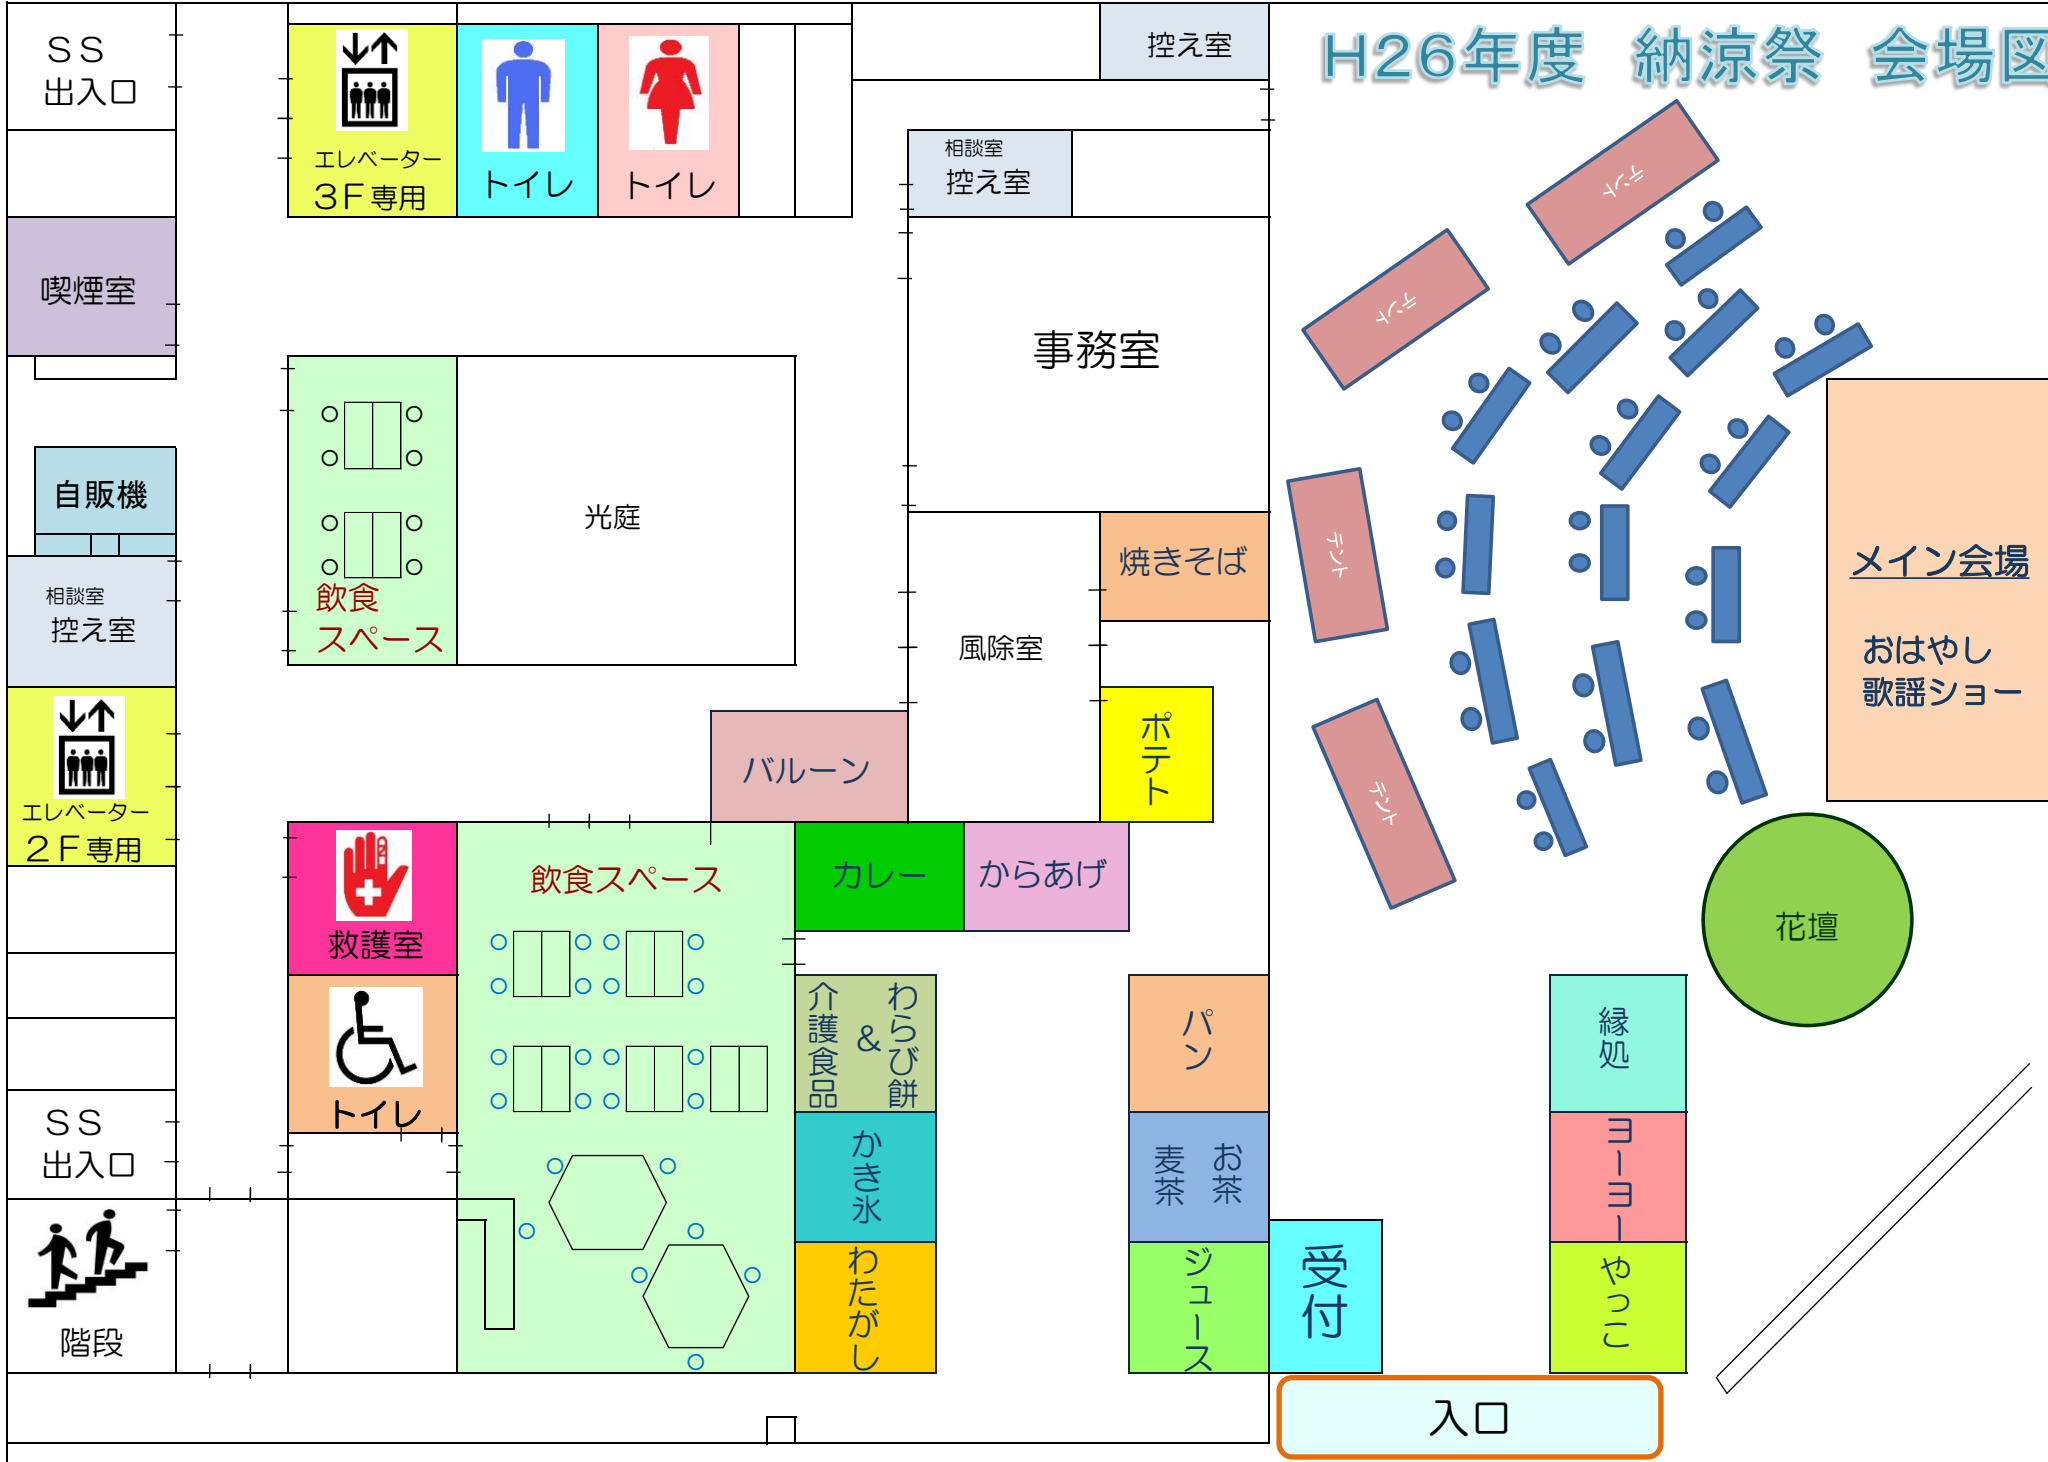 H26年度 納涼祭 会場図
SS
出入口
エレベーター
3F専用
トイレ
トイレ
控え室
相談室
控え室
喫煙室
事務室
テント
テント
テント
テント
自販機
飲食
スペース
光庭
焼きそば
風除室
メイン会場
おはやし
歌謡ショー
相談室
控え室
エレベーター
2F専用
バルーン
ポテト
救護室
飲食スペース
カレー
からあげ
花壇
トイレ
わらび餅
&
介護食品
パン
縁処
SS
出入口
かき氷
お茶
麦茶
ヨーヨー
階段
わたがし
ジュース
受付
やっこ
入口